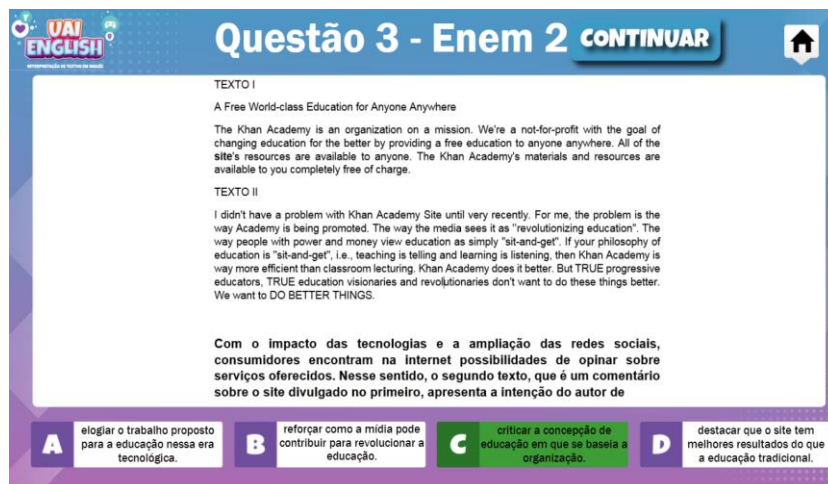 UAI
ENGLISH
INTERPRETAÇÃO DE TEXTOS EM INGLÊS
Questão 3 - Enem 2
CONTINUAR
TEXTO I
A Free World-class Education for Anyone Anywhere
The Khan Academy is an organization on a mission. We're a not-for-profit with the goal of
changing education for the better by providing a free education to anyone anywhere. All of the
site's resources are available to anyone. The Khan Academy's materials and resources are
available to you completely free of charge.
TEXTO II
I didn't have a problem with Khan Academy Site until very recently. For me, the problem is the
way Academy is being promoted. The way the media sees it as "revolutionizing education". The
way people with power and money view education as simply "sit-and-get". If your philosophy of
education is "sit-and-get", i.e., teaching is telling and learning is listening, then Khan Academy is
way more efficient than classroom lecturing. Khan Academy does it better. But TRUE progressive
educators, TRUE education visionaries and revolutionaries don't want to do these things better.
We want to DO BETTER THINGS.
Com o impacto das tecnologias e a ampliação das redes sociais,
consumidores encontram na internet possibilidades de opinar sobre
serviços oferecidos. Nesse sentido, o segundo texto, que é um comentário
sobre o site divulgado no primeiro, apresenta a intenção do autor de
A
elogiar o trabalho proposto
para a educação nessa era
tecnológica.
B
reforçar como a mídia pode
contribuir para revolucionar a
educação.
C
criticar a concepção de
educação em que se baseia a
organização.
D
destacar que o site tem
melhores resultados do que
a educação tradicional.